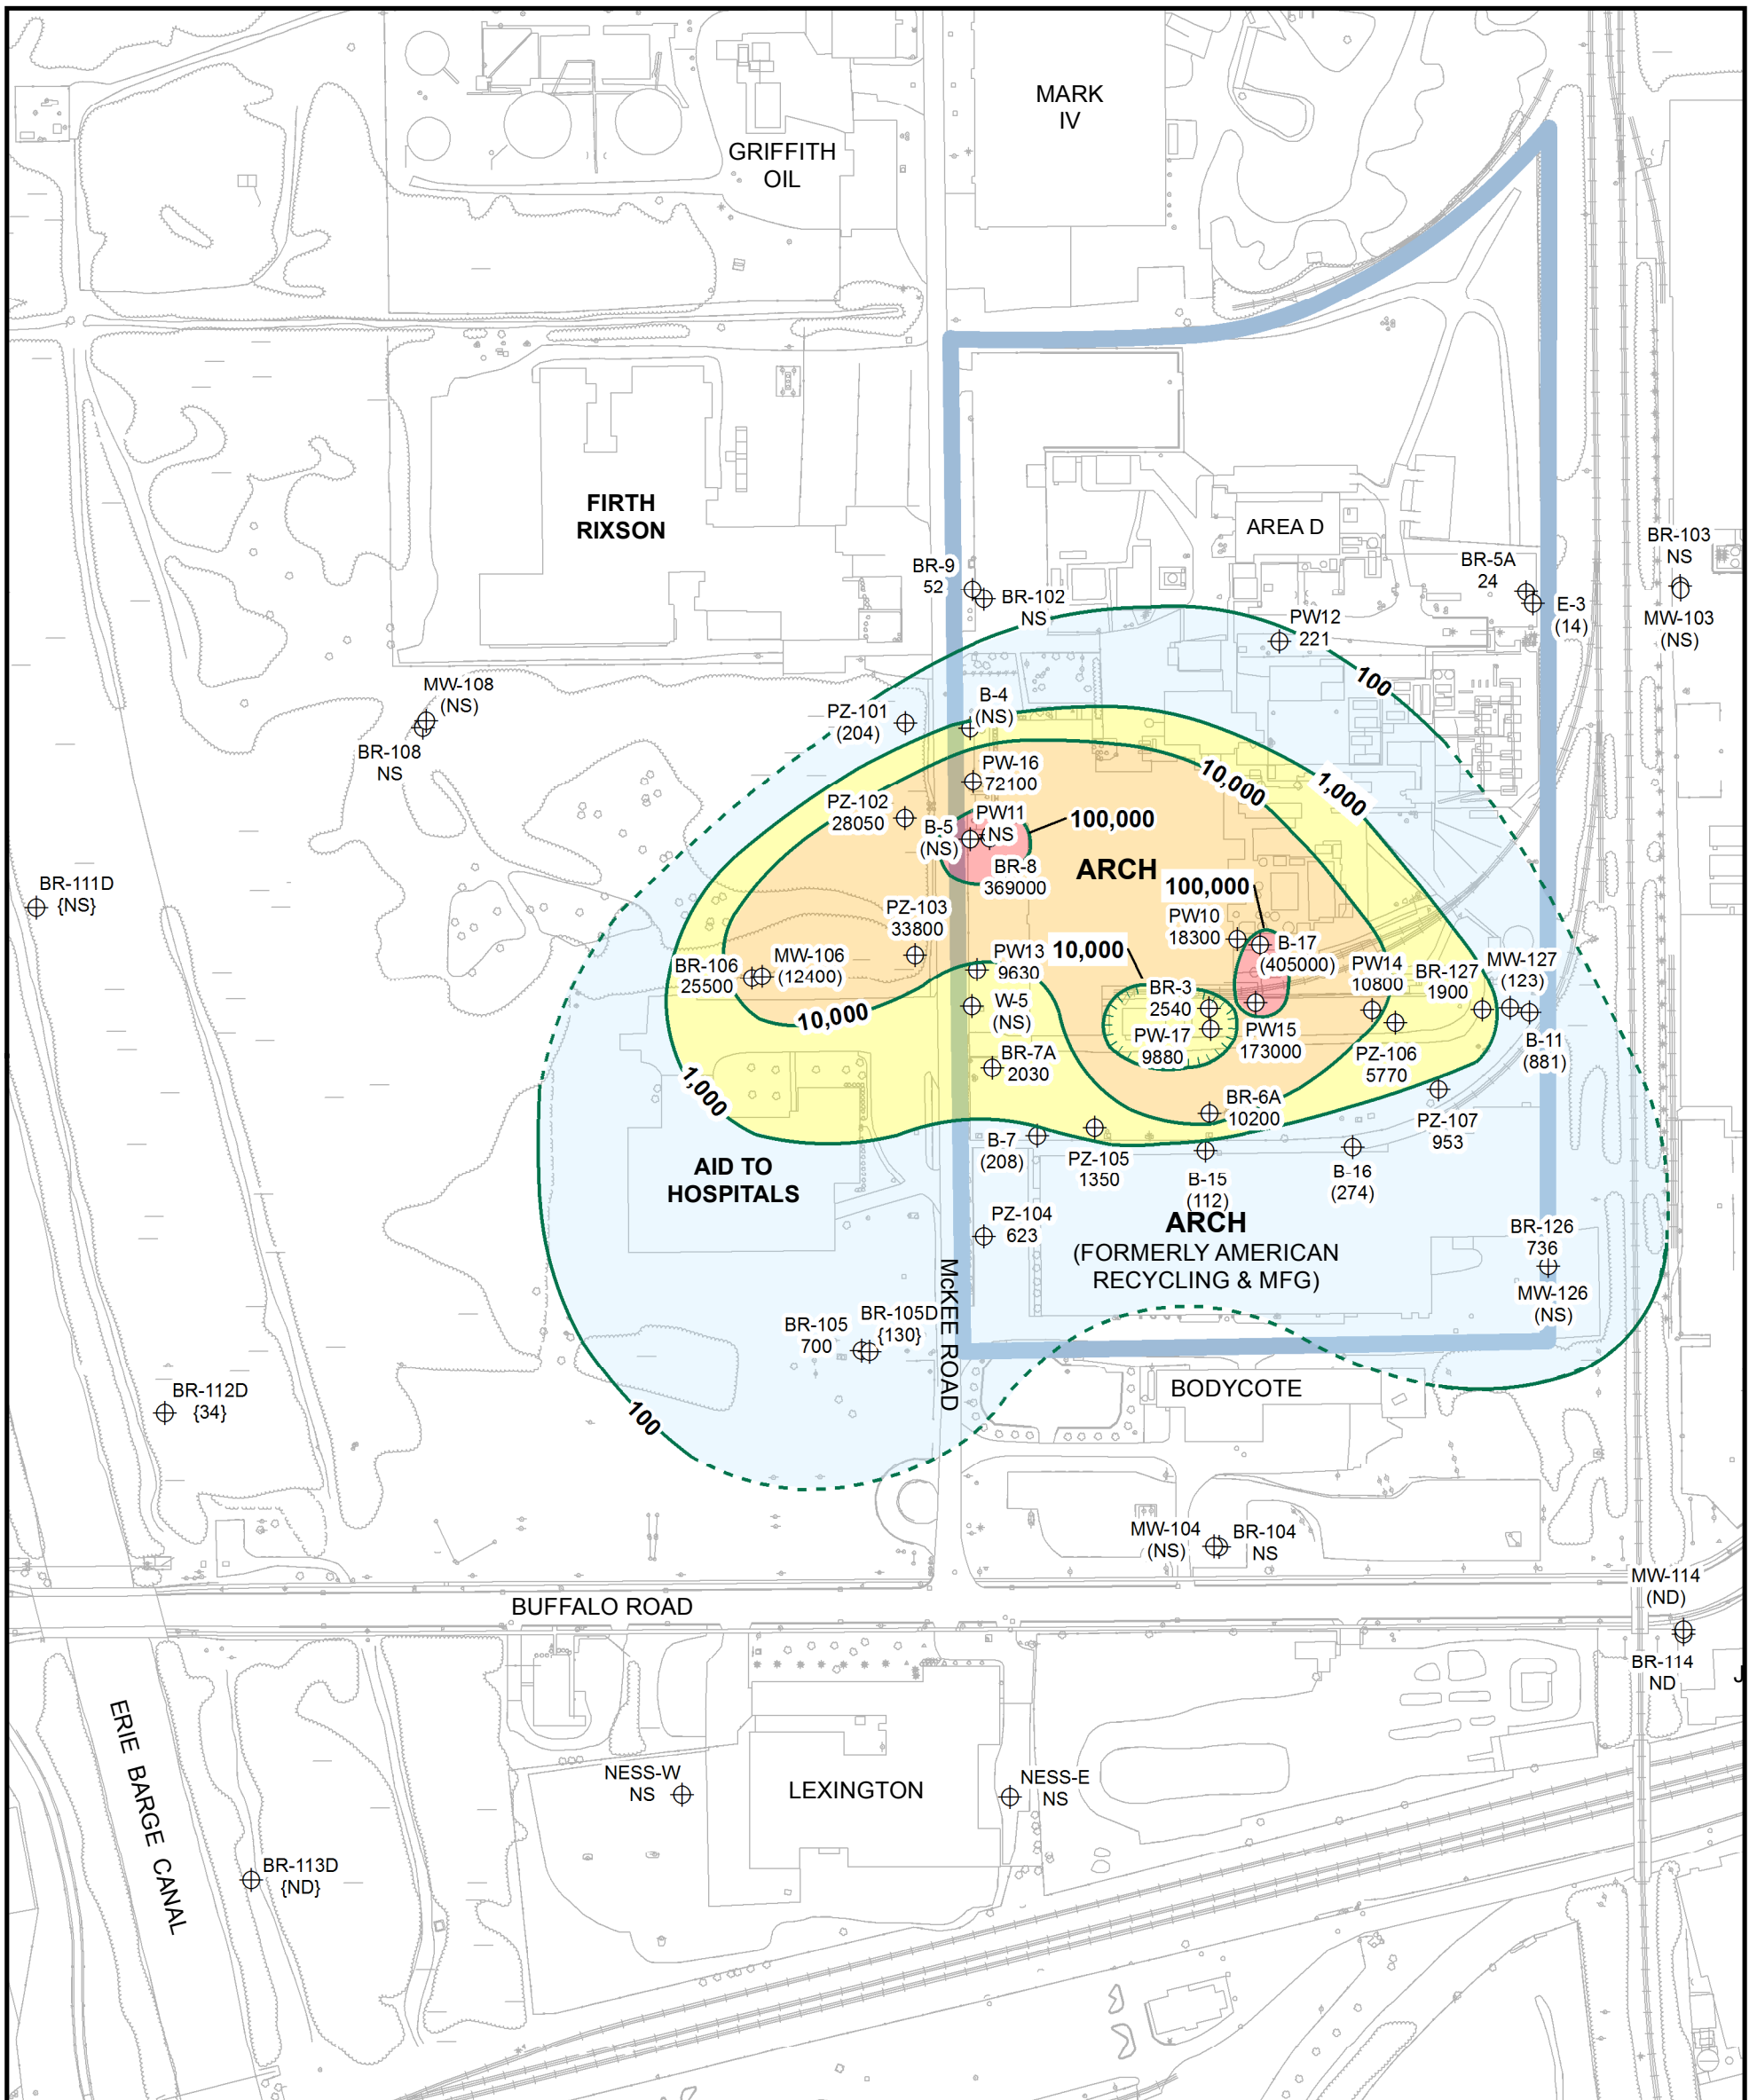 MARK
IV
GRIFFITH
OIL
FIRTH
RIXSON
AREA D
BR-103
NS
MW-103
(NS)
BR-5A
24
E-3
(14)
BR-9
52
BR-102
NS
PW12
221
100
MW-108
(NS)
BR-108
NS
PZ-101
(204)
B-4
(NS)
PW-16
72100
10,000
1,000
PZ-102
28050
B-5
(NS)
PW11
NS
100,000
BR-8
369000
ARCH
100,000
BR-111D
{NS}
PZ-103
33800
PW10
18300
B-17
(405000)
10,000
PW13
9630
BR-106
25500
MW-106
(12400)
PW14
10800
BR-127
1900
MW-127
(123)
BR-3
2540
W-5
(NS)
10,000
PW-17
9880
PW15
173000
B-11
(881)
PZ-106
5770
BR-7A
2030
1,000
BR-6A
10200
PZ-107
953
B-7
(208)
PZ-105
1350
B-15
(112)
B-16
(274)
AID TO
HOSPITALS
PZ-104
623
ARCH
(FORMERLY AMERICAN
RECYCLING & MFG)
BR-126
736
MW-126
(NS)
McKEE ROAD
BR-105
700
BR-105D
{130}
BODYCOTE
BR-112D
{34}
100
MW-104
(NS)
BR-104
NS
MW-114
(ND)
BUFFALO ROAD
BR-114
ND
J
ERIE BARGE CANAL
NESS-W
NS
LEXINGTON
NESS-E
NS
BR-113D
{ND}